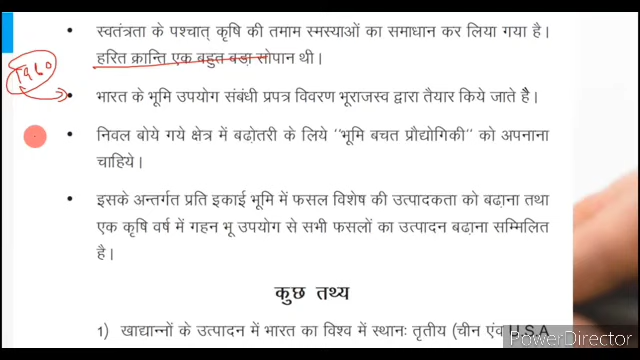 स्वतंत्रता के पश्चात् कृषि की तमाम स्मस्याओं का समाधान कर लिया गया है।
हरित क्रान्ति एक बहुत बडा़ सोपान थी।
1960
भारत के भूमि उपयोग संबंधी प्रपत्र विवरण भूराजस्व द्वारा तैयार किये जाते है।
निवल बोये गये क्षेत्र में बढो़तरी के लिये "भूमि बचत प्रौद्योगिकी" को अपनाना
चाहिये।
इसके अन्तर्गत प्रति इकाई भूमि में फसल विशेष की उत्पादकता को बढा़ना तथा
एक कृषि वर्ष में गहन भू उपयोग से सभी फसलों का उत्पादन बढा़ना सम्मिलित
है।
कुछ तथ्य
1) खाद्यान्नों के उत्पादन में भारत का विश्व में स्थानः तृतीय (चीन एंव U.S.A
PowerDirector